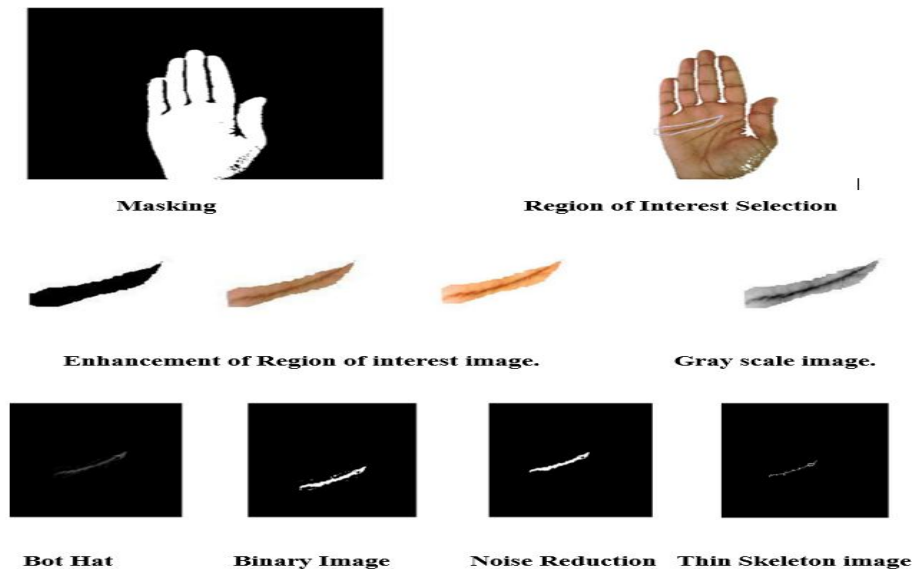 Masking
Region of Interest Selection
Enhancement of Region of interest image.
Gray scale image.
Bot Hat
Binary Image
Noise Reduction
Thin Skeleton image